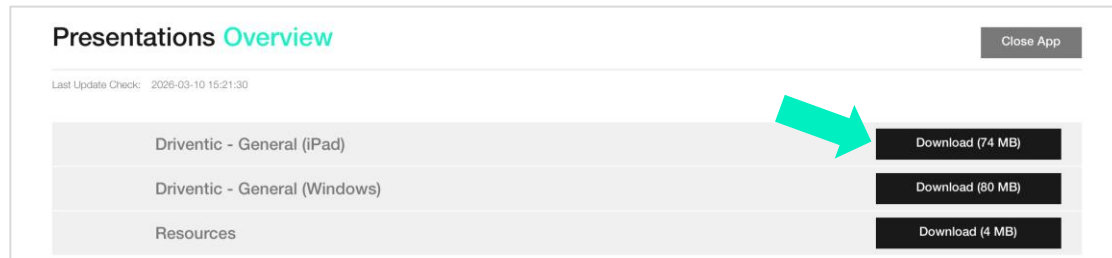 Presentations Overview
Close App
Last Update Check: 2026-03-10 15:21:30
Driventic - General (iPad)
Download (74 MB)
Driventic - General (Windows)
Download (80 MB)
Resources
Download (4 MB)